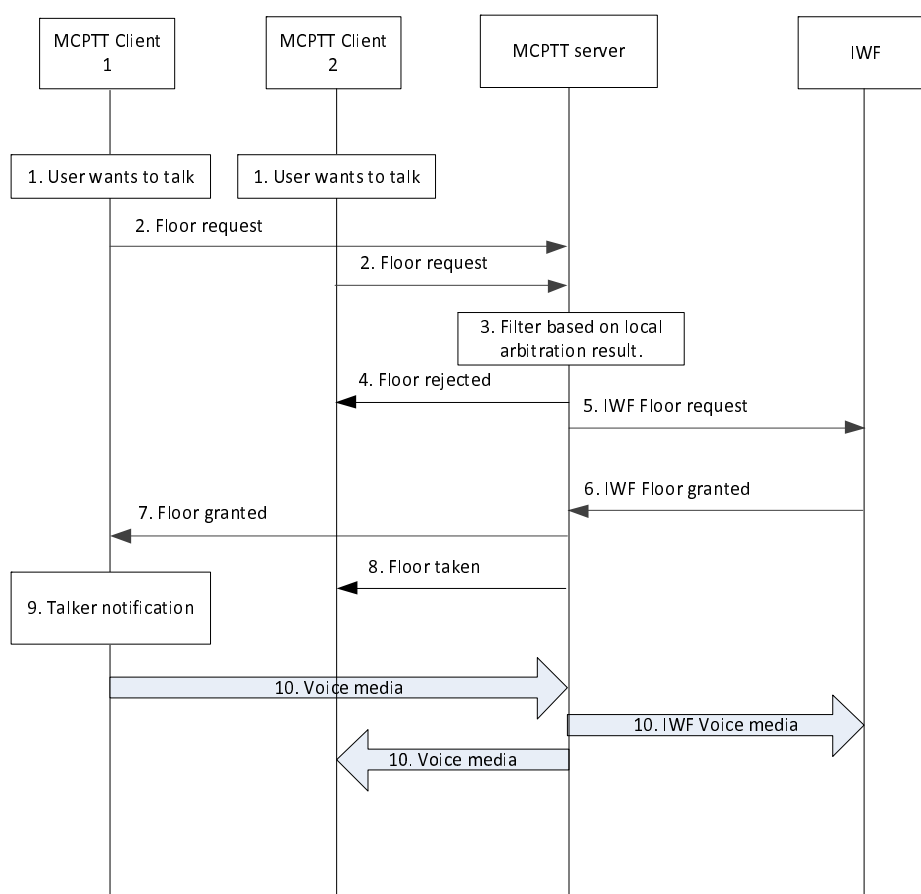 MCPTT Client
1
MCPTT Client
2
MCPTT server
IWF
1. User wants to talk
1. User wants to talk
2. Floor request
2. Floor request
3. Filter based on local
arbitration result.
4. Floor rejected
5. IWF Floor request
6. IWF Floor granted
7. Floor granted
8. Floor taken
9. Talker notification
10. Voice media
10. IWF Voice media
10. Voice media